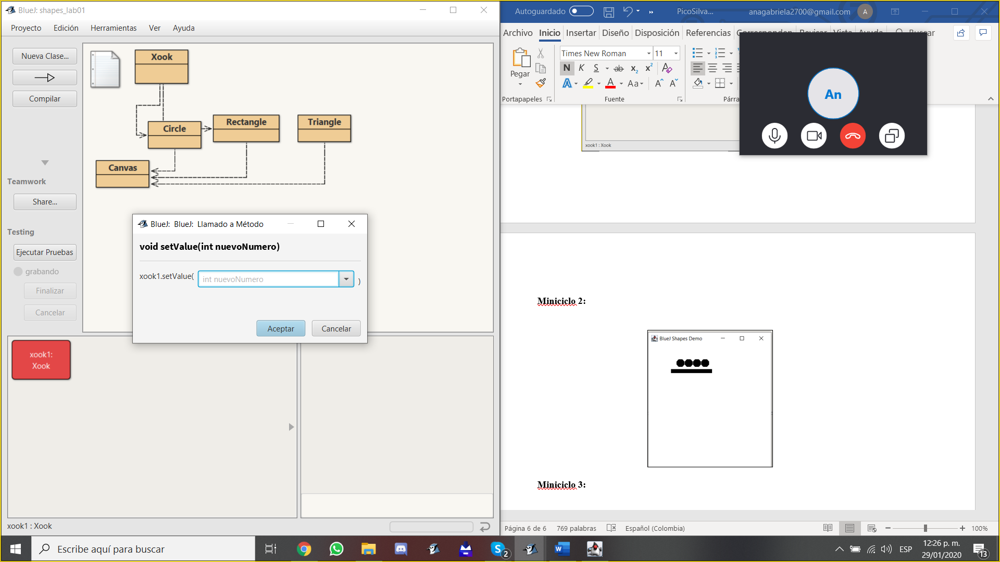 BlueJ: shapes_lab01
Proyecto Edición Herramientas Ver Ayuda
Nueva Clase...
Compilar
Teamwork
Share...
Testing
Ejecutar Pruebas
grabando
Finalizar
Cancelar
Xook
Circle
Rectangle
Triangle
Canvas
BlueJ: BlueJ: Llamado a Método
void setValue(int nuevoNumero)
xook1.setValue( int nuevoNumero )
Aceptar Cancelar
xook1:
Xook
xook1 : Xook
Autoguardado PicoSilva... anagabriela2700@gmail.com A
Archivo Inicio Insertar Diseño Disposición Referencias Corresponden Revisar Vista Ayuda Buscar
Pegar
Times New Roman 11
N K S ab x2 x2 A
A A Aa A A
Portapapeles Fuente Párra
An
xook1 : Xook
Miniciclo 2:
BlueJ Shapes Demo
Miniciclo 3:
Página 6 de 6 769 palabras Español (Colombia) 100%
Escribe aquí para buscar
S 2
W
ESP
12:26 p. m.
29/01/2020
13